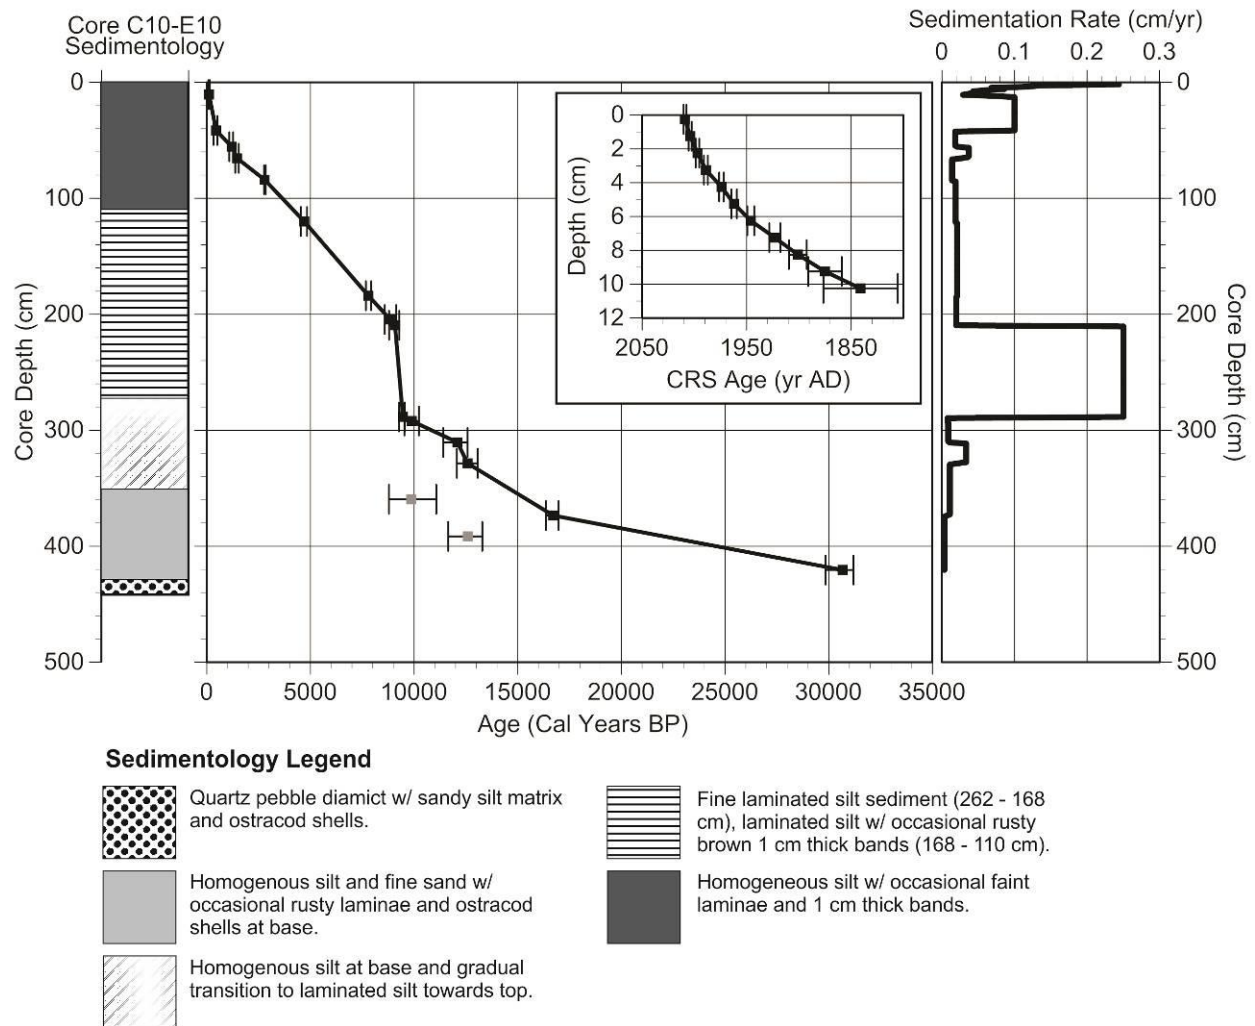 Core C10-E10
Sedimentology
Sedimentation Rate (cm/yr)
0 0.1 0.2 0.3
0
100
200
300
400
500
Core Depth (cm)
0
2
4
6
8
10
12
Depth (cm)
2050 1950 1850
CRS Age (yr AD)
0
100
200
300
400
500
Core Depth (cm)
0 5000 10000 15000 20000 25000 30000 35000
Age (Cal Years BP)
Sedimentology Legend
Quartz pebble diamict w/ sandy silt matrix
and ostracod shells.
Homogenous silt and fine sand w/
occasional rusty laminae and ostracod
shells at base.
Homogenous silt at base and gradual
transition to laminated silt towards top.
Fine laminated silt sediment (262 - 168
cm), laminated silt w/ occasional rusty
brown 1 cm thick bands (168 - 110 cm).
Homogeneous silt w/ occasional faint
laminae and 1 cm thick bands.